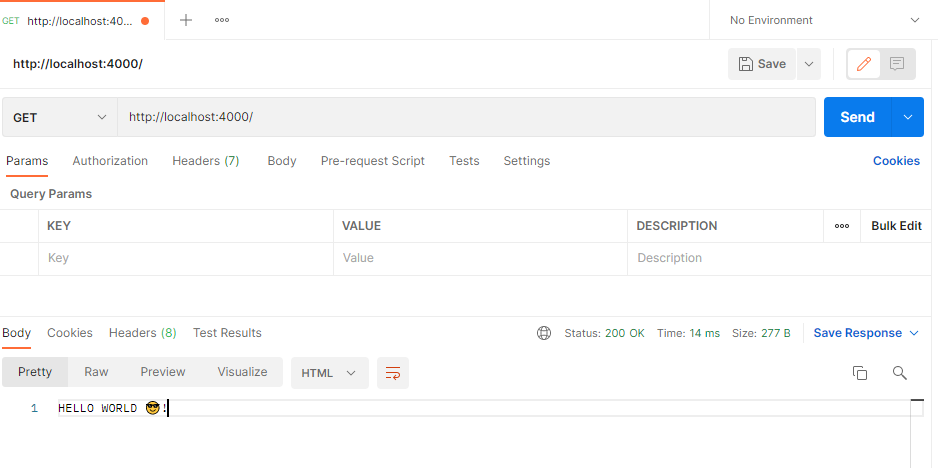 GET http://localhost:40...
No Environment
http://localhost:4000/
Save
GET http://localhost:4000/ Send
Params Authorization Headers (7) Body Pre-request Script Tests Settings Cookies
Query Params
KEY VALUE DESCRIPTION Bulk Edit
Key Value Description
Body Cookies Headers (8) Test Results Status: 200 OK Time: 14 ms Size: 277 B Save Response
Pretty Raw Preview Visualize HTML
1 HELLO WORLD 😎!